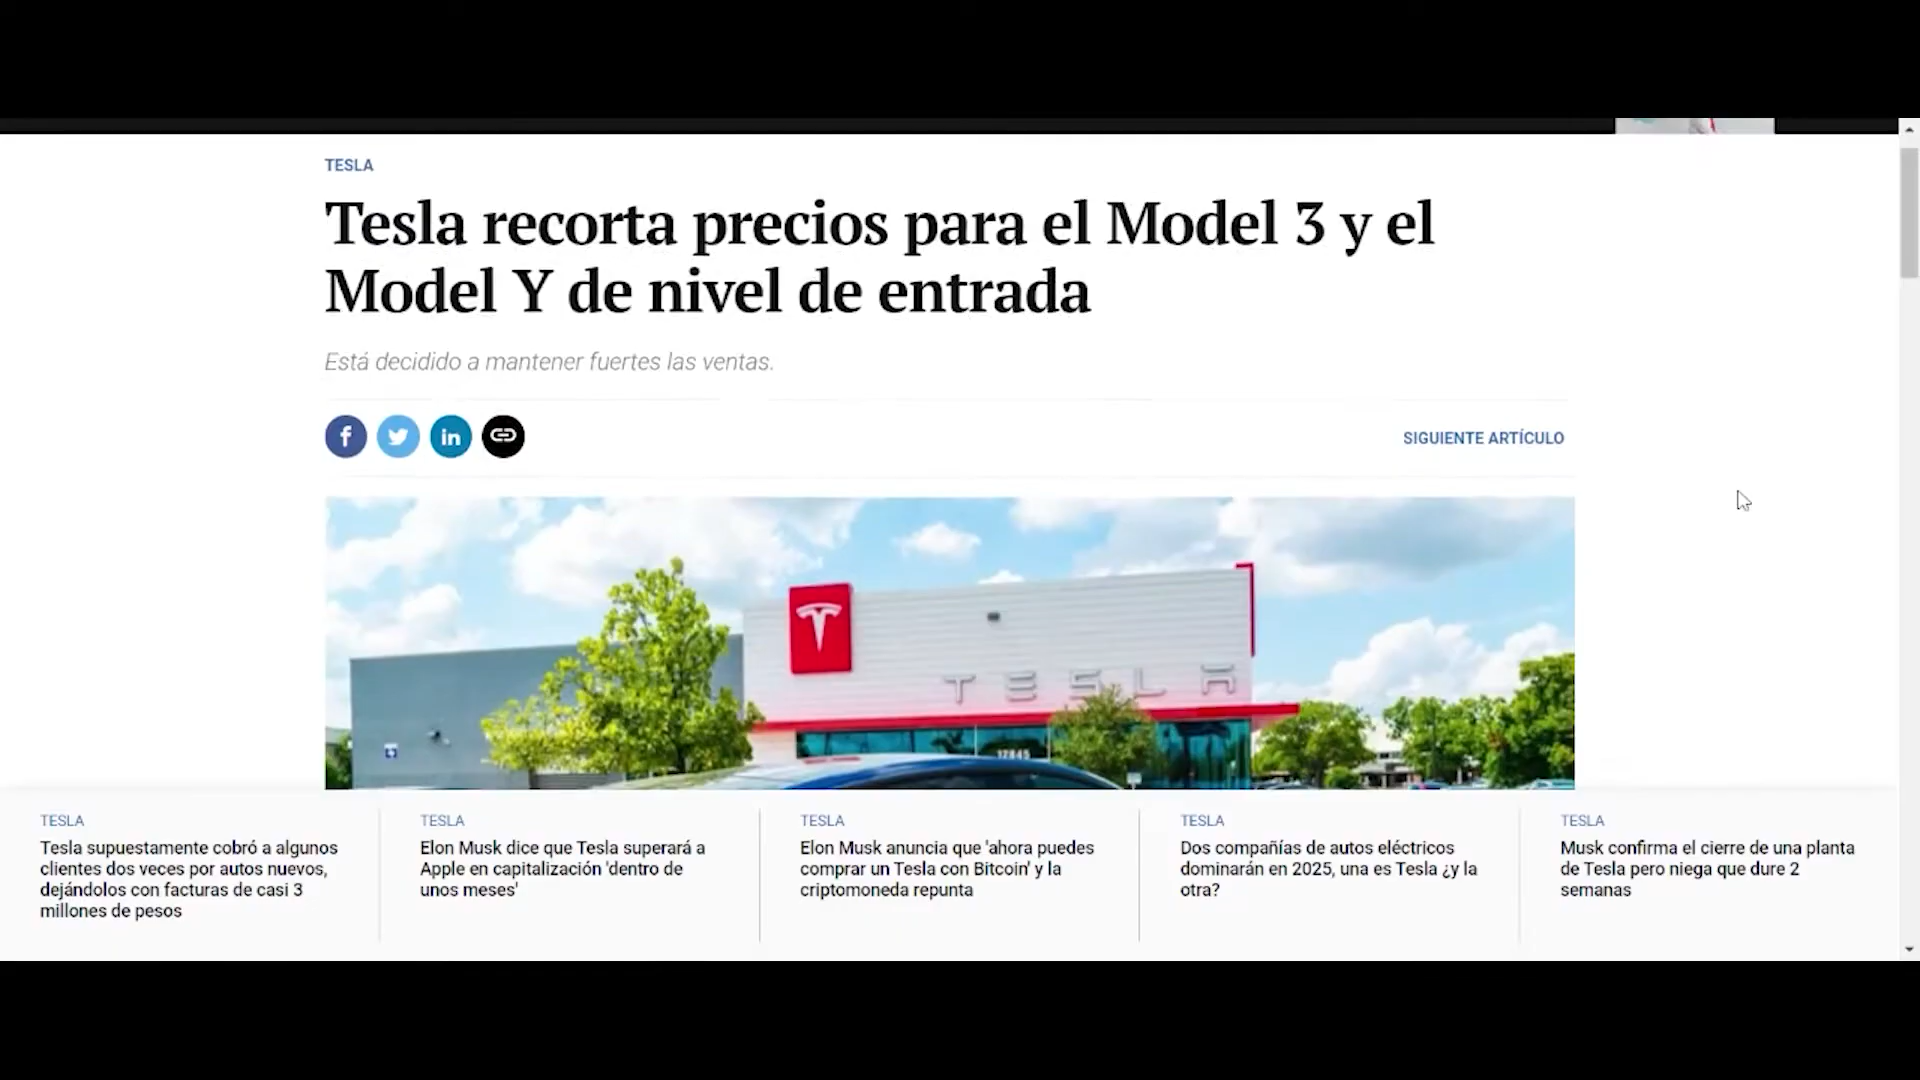 TESLA
Tesla recorta precios para el Model 3 y el
Model Y de nivel de entrada
Está decidido a mantener fuertes las ventas.
SIGUIENTE ARTÍCULO
TESLA
12845
TESLA
Tesla supuestamente cobró a algunos
clientes dos veces por autos nuevos,
dejándolos con facturas de casi 3
millones de pesos
TESLA
Elon Musk dice que Tesla superará a
Apple en capitalización 'dentro de
unos meses'
TESLA
Elon Musk anuncia que 'ahora puedes
comprar un Tesla con Bitcoin' y la
criptomoneda repunta
TESLA
Dos compañías de autos eléctricos
dominarán en 2025, una es Tesla ¿y la
otra?
TESLA
Musk confirma el cierre de una planta
de Tesla pero niega que dure 2
semanas